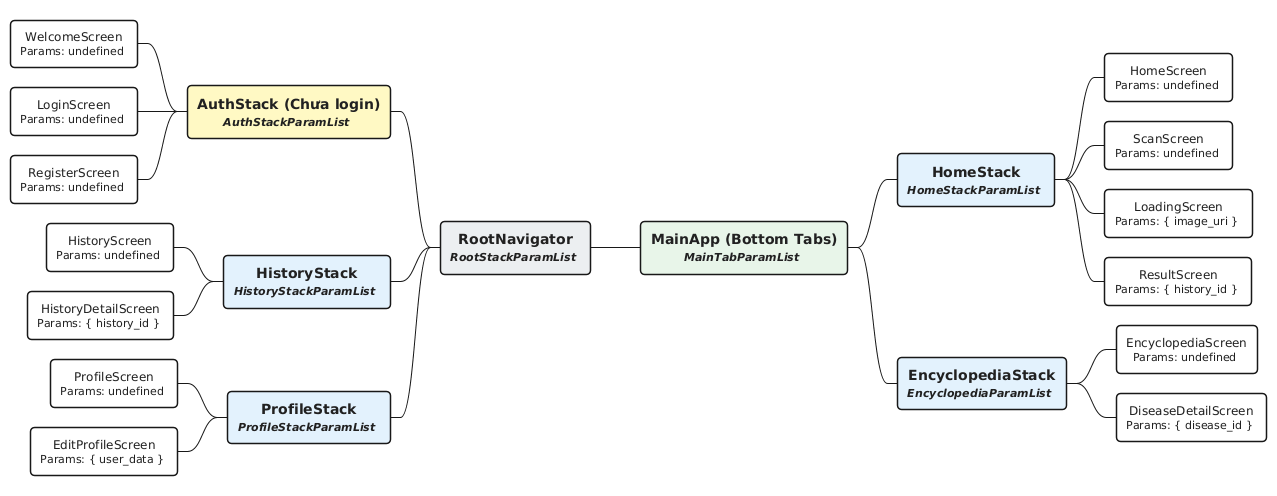 WelcomeScreen
Params: undefined
LoginScreen
Params: undefined
RegisterScreen
Params: undefined
AuthStack (Chưa login)
AuthStackParamList
HistoryScreen
Params: undefined
HistoryDetailScreen
Params: { history_id }
HistoryStack
HistoryStackParamList
ProfileScreen
Params: undefined
EditProfileScreen
Params: { user_data }
ProfileStack
ProfileStackParamList
RootNavigator
RootStackParamList
MainApp (Bottom Tabs)
MainTabParamList
HomeStack
HomeStackParamList
HomeScreen
Params: undefined
ScanScreen
Params: undefined
LoadingScreen
Params: { image_uri }
ResultScreen
Params: { history_id }
EncyclopediaStack
EncyclopediaParamList
EncyclopediaScreen
Params: undefined
DiseaseDetailScreen
Params: { disease_id }